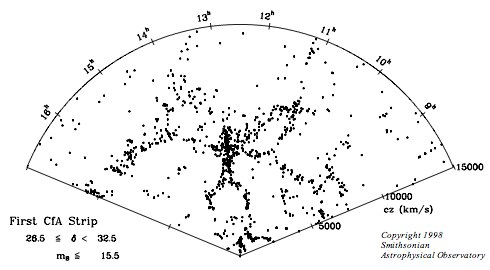 13ʰ 12ʰ
14ʰ 11ʰ
15ʰ 10ʰ
16ʰ 9ʰ
15000
10000
cz (km/s)
5000
First CfA Strip
26.5 ≤ δ < 32.5
m_B ≤ 15.5
Copyright 1998
Smithsonian
Astrophysical Observatory